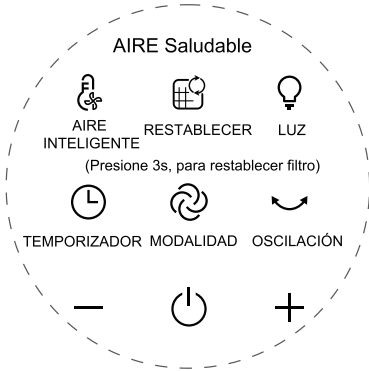 AIRE Saludable
AIRE
INTELIGENTE
RESTABLECER
LUZ
(Presione 3s, para restablecer filtro)
TEMPORIZADOR
MODALIDAD
OSCILACIÓN